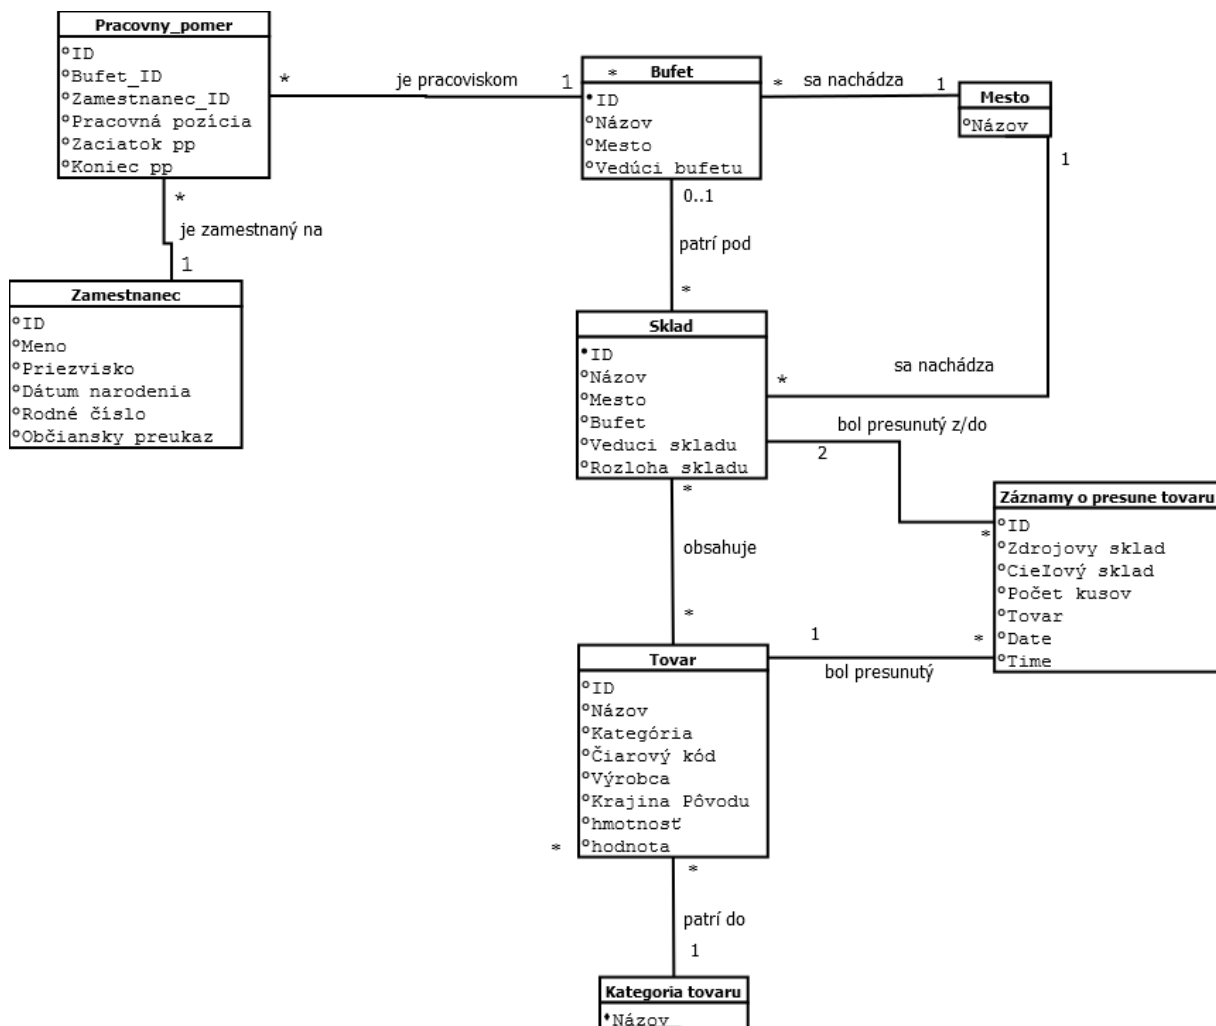 Pracovny_pomer
ID
Bufet_ID
Zamestnanec_ID
Pracovná pozícia
Zaciatok pp
Koniec pp
*
je pracoviskom
1
* Bufet
ID
Názov
Mesto
Vedúci bufetu
*
sa nachádza
1
Mesto
Názov
1
*
je zamestnaný na
1
0..1
patrí pod
*
Zamestnanec
ID
Meno
Priezvisko
Dátum narodenia
Rodné číslo
Občiansky preukaz
Sklad
ID
Názov
Mesto
Bufet
Veduci skladu
Rozloha skladu
*
sa nachádza
bol presunutý z/do
2
*
Záznamy o presune tovaru
ID
Zdrojovy sklad
Cieľový sklad
Počet kusov
Tovar
Date
Time
*
obsahuje
*
1
*
bol presunutý
Tovar
ID
Názov
Kategória
Čiarový kód
Výrobca
Krajina Pôvodu
hmotnosť
hodnota
*
*
patrí do
1
Kategoria tovaru
Názov